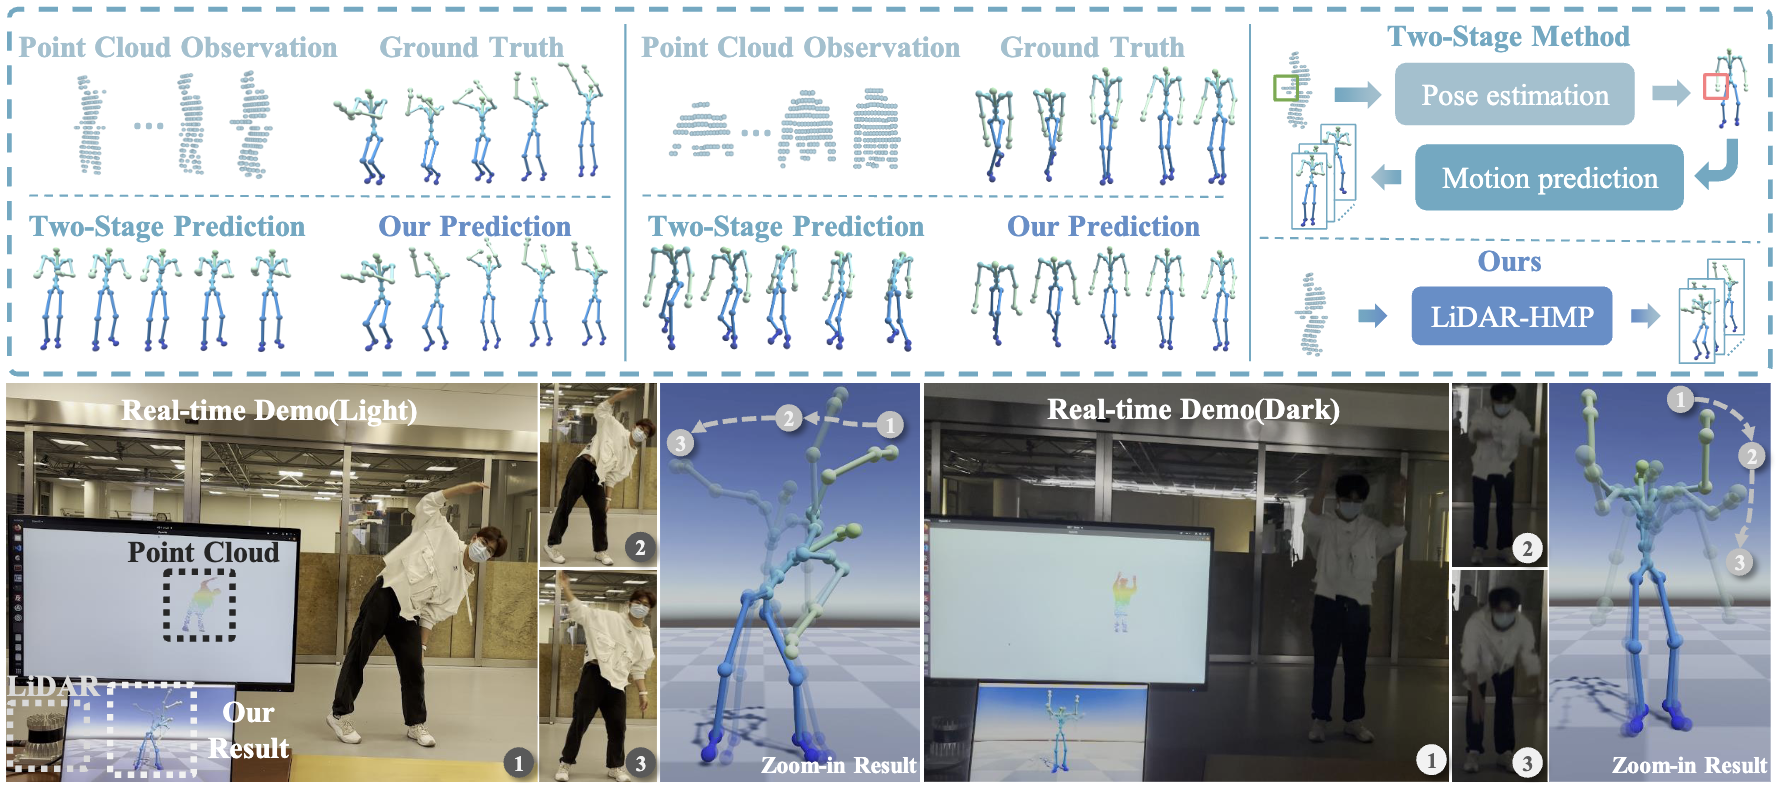 Point Cloud Observation
Ground Truth
Two-Stage Prediction
Our Prediction
Point Cloud Observation
Ground Truth
Two-Stage Prediction
Our Prediction
Two-Stage Method
Pose estimation
Motion prediction
Ours
LiDAR-HMP
Real-time Demo(Light)
Point Cloud
LiDAR
Our
Result
1
2
3
1
2
3
Zoom-in Result
Real-time Demo(Dark)
1
2
3
1
2
3
Zoom-in Result